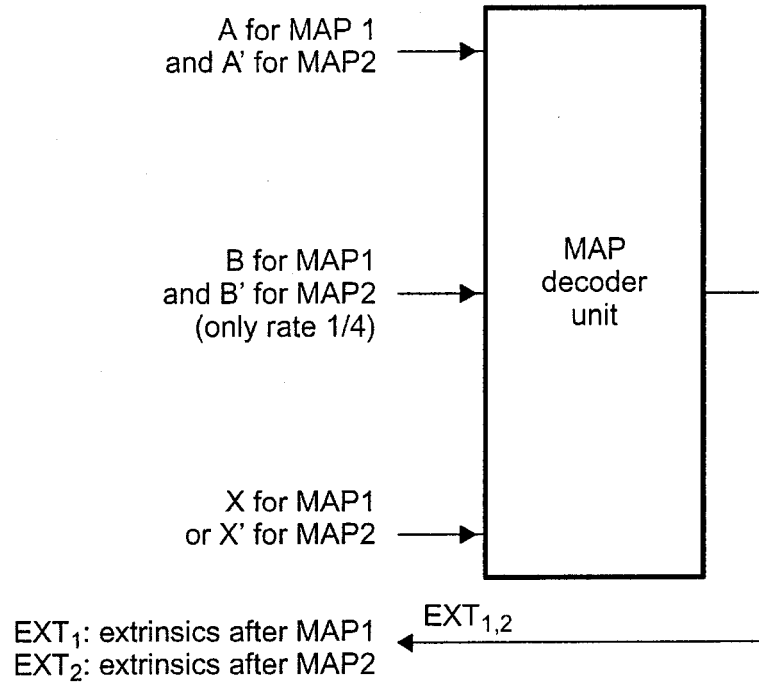 A for MAP 1
and A' for MAP2
B for MAP1
and B' for MAP2
(only rate 1/4)
MAP
decoder
unit
X for MAP1
or X' for MAP2
EXT1,2
EXT1: extrinsics after MAP1
EXT2: extrinsics after MAP2